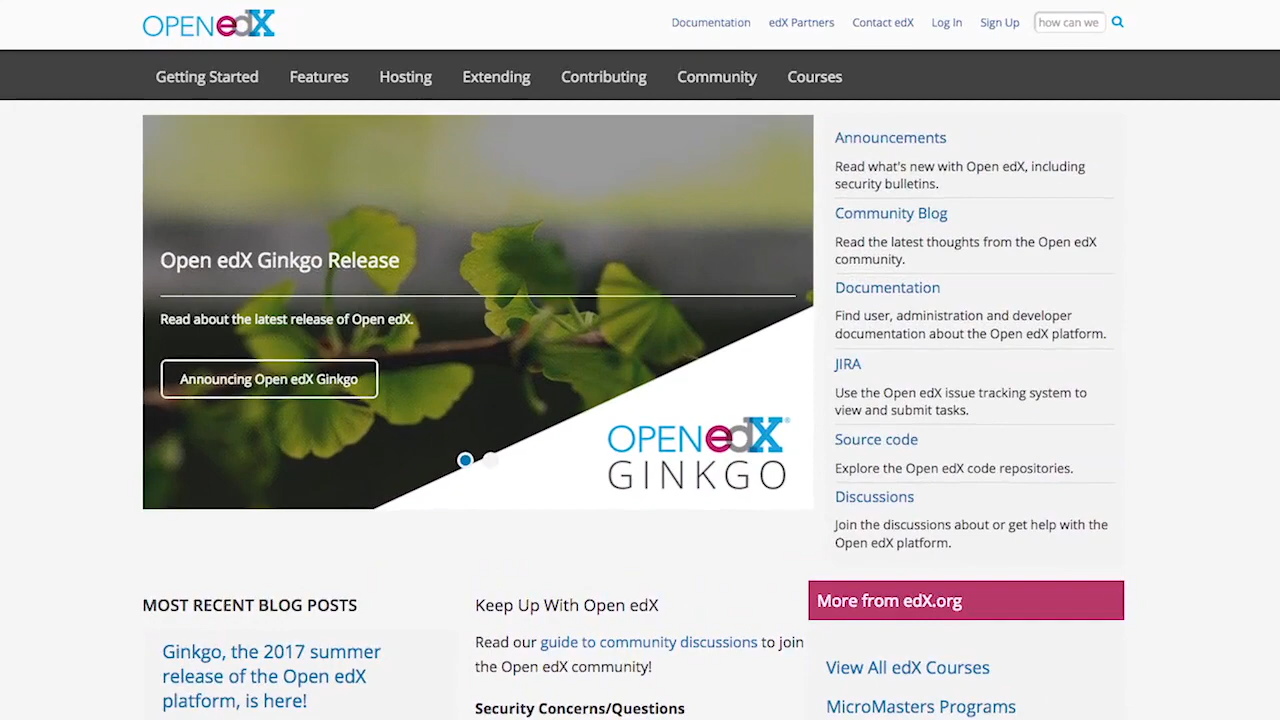 OPEN edX
Documentation edX Partners Contact edX Log In Sign Up how can we
Getting Started Features Hosting Extending Contributing Community Courses
Open edX Ginkgo Release
Read about the latest release of Open edX.
Announcing Open edX Ginkgo
OPEN edX®
GINKGO
Announcements
Read what's new with Open edX, including
security bulletins.
Community Blog
Read the latest thoughts from the Open edX
community.
Documentation
Find user, administration and developer
documentation about the Open edX platform.
JIRA
Use the Open edX issue tracking system to
view and submit tasks.
Source code
Explore the Open edX code repositories.
Discussions
Join the discussions about or get help with the
Open edX platform.
MOST RECENT BLOG POSTS
Ginkgo, the 2017 summer
release of the Open edX
platform, is here!
Keep Up With Open edX
Read our guide to community discussions to join
the Open edX community!
Security Concerns/Questions
More from edX.org
View All edX Courses
MicroMasters Programs